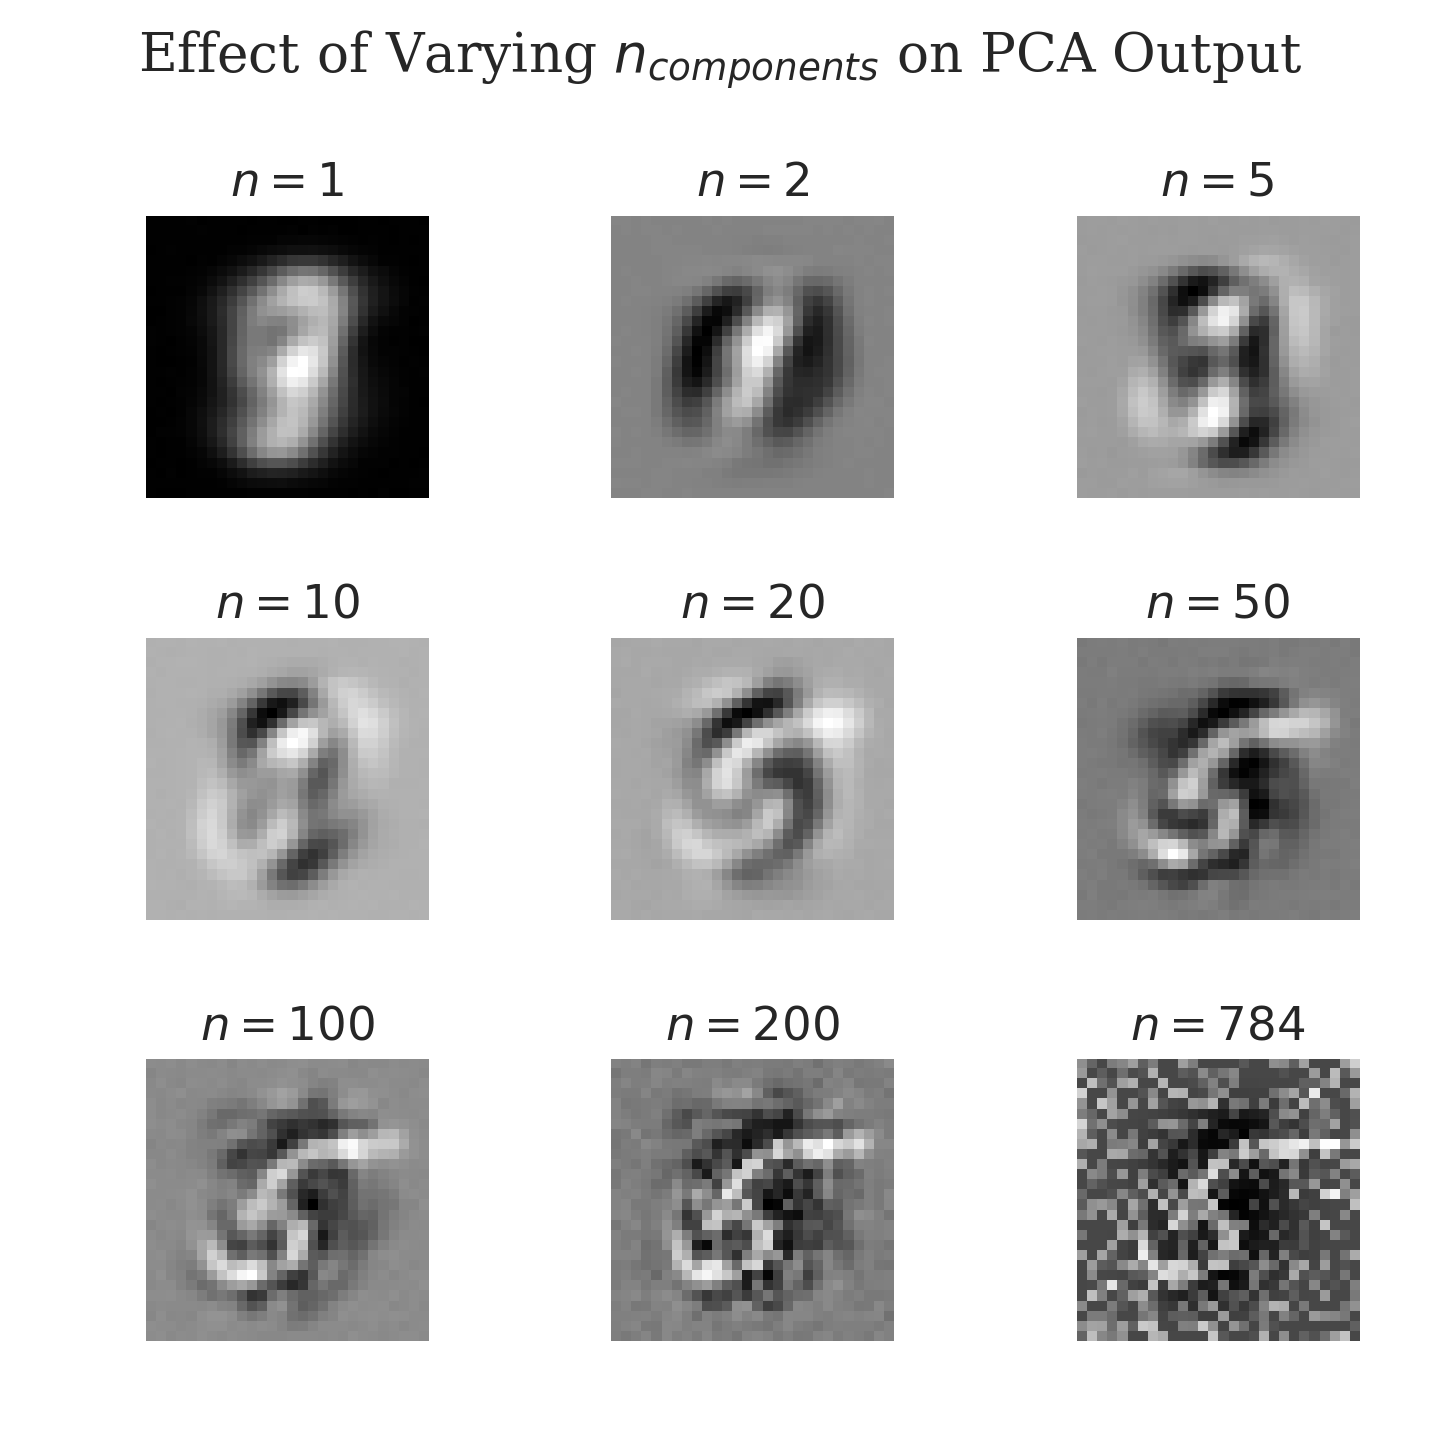 Effect of Varying n_components on PCA Output
n = 1
n = 2
n = 5
n = 10
n = 20
n = 50
n = 100
n = 200
n = 784